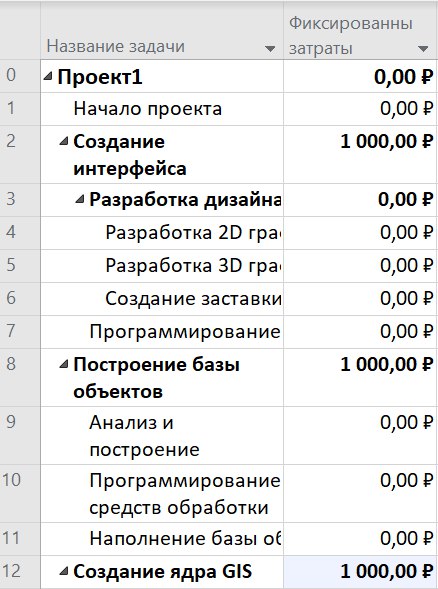 Название задачи
Фиксированны
затраты
0 Проект1 0,00 ₽
1 Начало проекта 0,00 ₽
2 Создание 1 000,00 ₽
интерфейса
3 Разработка дизайна 0,00 ₽
4 Разработка 2D гра 0,00 ₽
5 Разработка 3D гра 0,00 ₽
6 Создание заставки 0,00 ₽
7 Программирование 0,00 ₽
8 Построение базы 1 000,00 ₽
объектов
9 Анализ и 0,00 ₽
построение
10 Программирование 0,00 ₽
средств обработки
11 Наполнение базы об 0,00 ₽
12 Создание ядра GIS 1 000,00 ₽